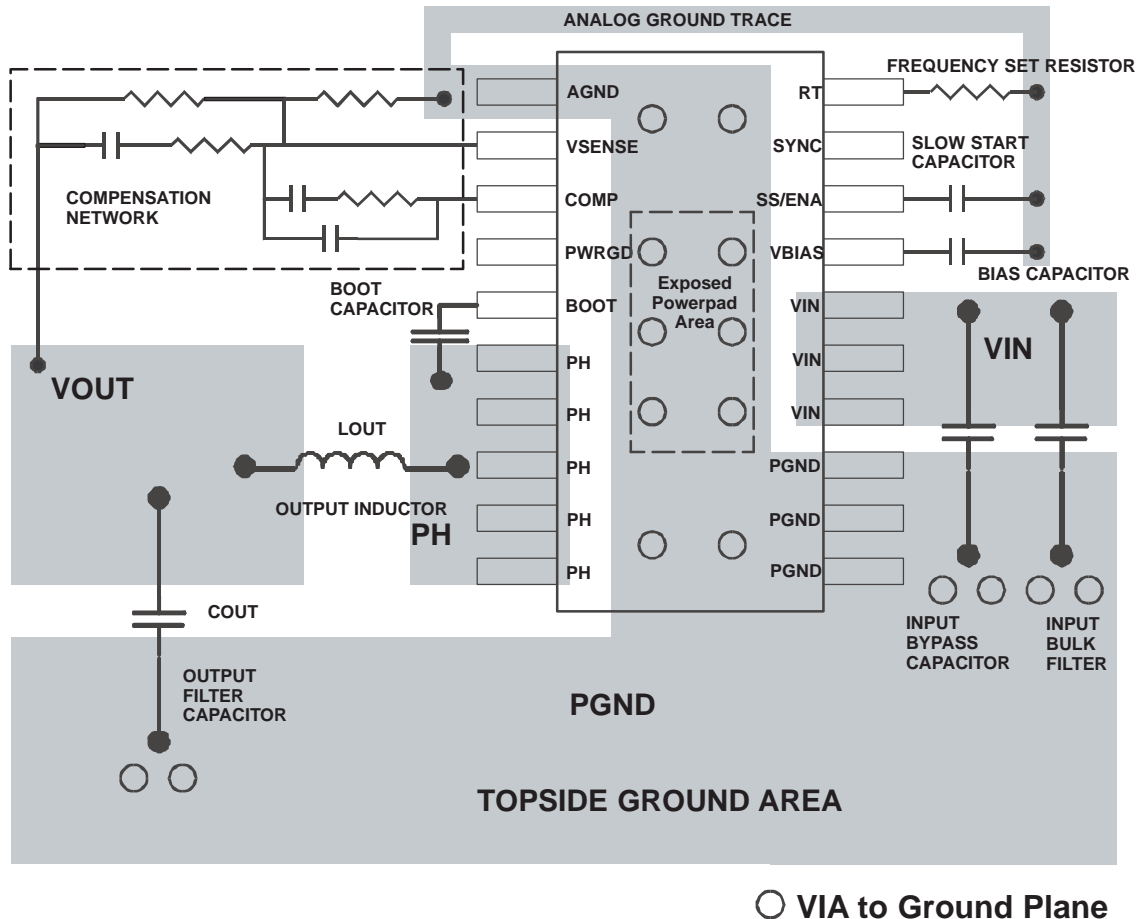 ANALOG GROUND TRACE
FREQUENCY SET RESISTOR
AGND
RT
VSENSE
SYNC
SLOW START
CAPACITOR
COMPENSATION
NETWORK
COMP
SS/ENA
PWRGD
VBIAS
BIAS CAPACITOR
BOOT
CAPACITOR
BOOT
Exposed
Powerpad
Area
VIN
VIN
PH
VIN
VOUT
PH
VIN
LOUT
PH
PGND
OUTPUT INDUCTOR
PH
PH
PGND
PH
PGND
COUT
INPUT
BYPASS
CAPACITOR
INPUT
BULK
FILTER
OUTPUT
FILTER
CAPACITOR
PGND
TOPSIDE GROUND AREA
VIA to Ground Plane